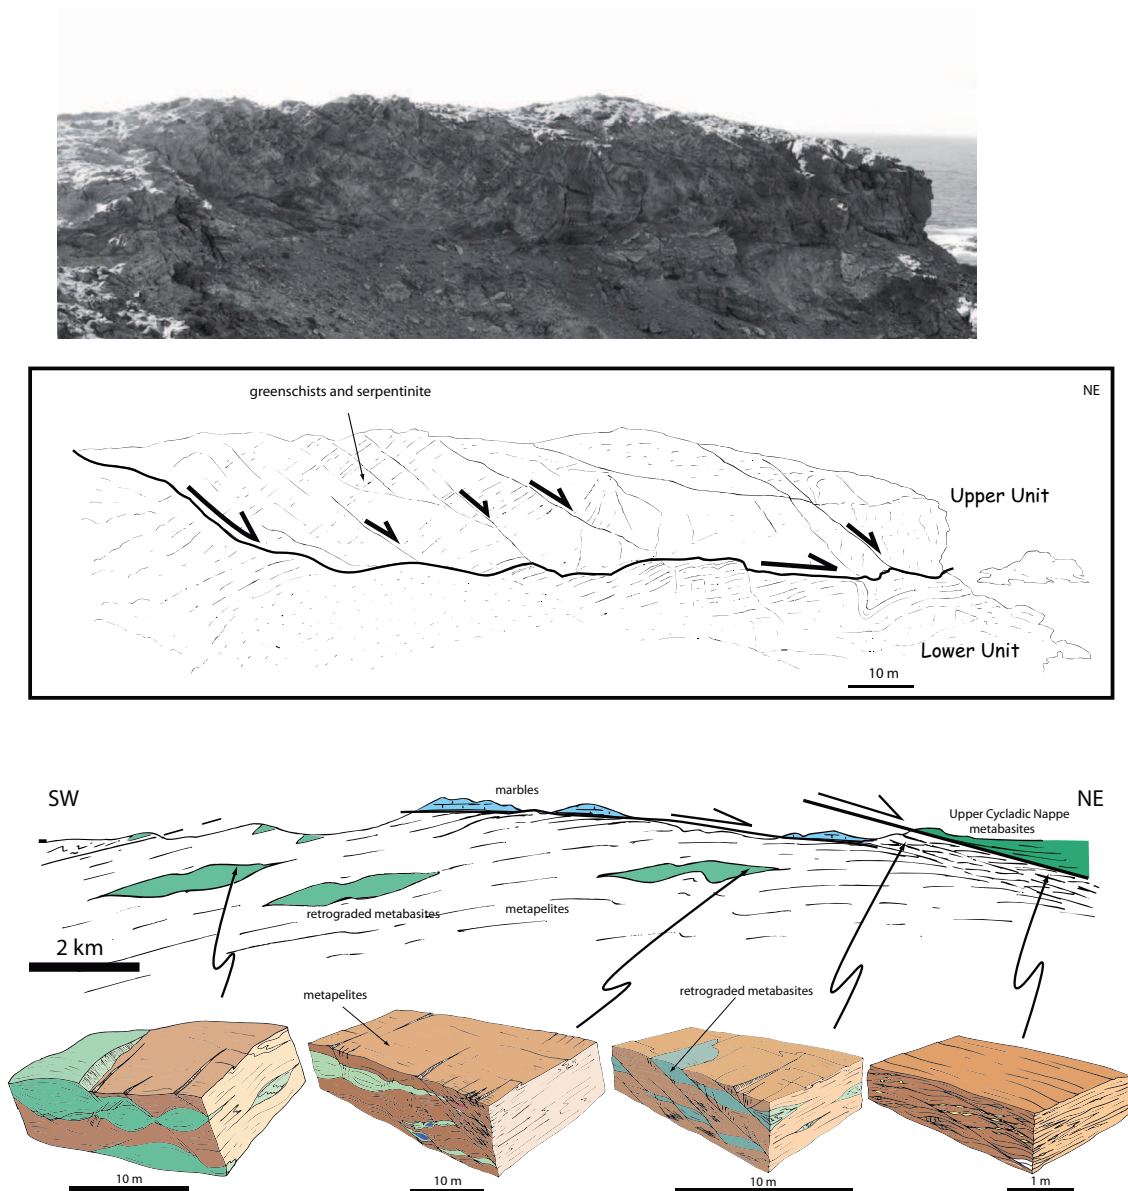 greenschists and serpentinite
NE
Upper Unit
Lower Unit
10 m
SW
marbles
NE
Upper Cycladic Nappe
metabasites
retrograded metabasites
metapelites
2 km
metapelites
retrograded metabasites
10 m
10 m
10 m
1 m